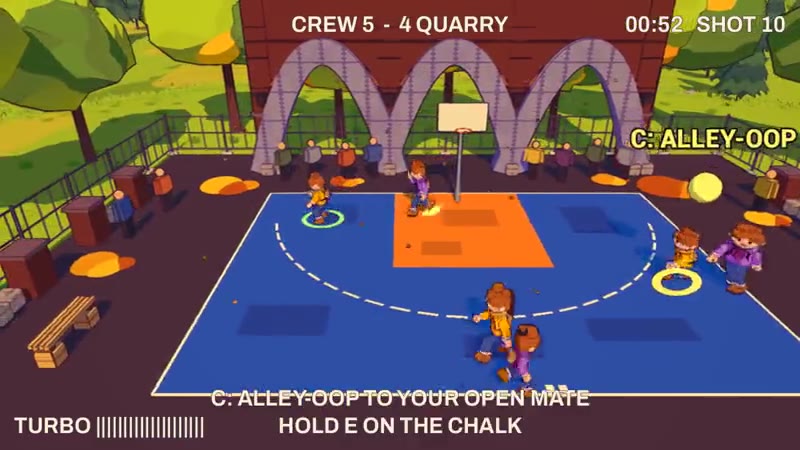 CREW 5 - 4 QUARRY
00:52 SHOT 10
C: ALLEY-OOP
C: ALLEY-OOP TO YOUR OPEN MATE
TURBO ||||||||||||||||||||
HOLD E ON THE CHALK